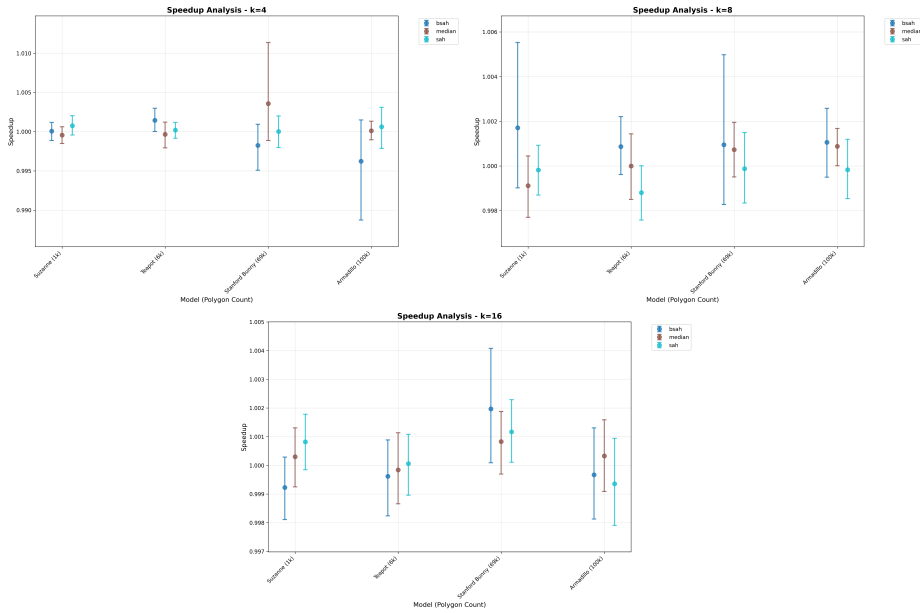 Speedup Analysis - k=4
bsah
median
sah
1.010
1.005
1.000
0.995
0.990
Speedup
Suzanne (1k)
Teapot (6k)
Stanford Bunny (69k)
Armadillo (100k)
Model (Polygon Count)
Speedup Analysis - k=8
bsah
median
sah
1.006
1.004
1.002
1.000
0.998
Speedup
Suzanne (1k)
Teapot (6k)
Stanford Bunny (69k)
Armadillo (100k)
Model (Polygon Count)
Speedup Analysis - k=16
bsah
median
sah
1.005
1.004
1.003
1.002
1.001
1.000
0.999
0.998
0.997
Speedup
Suzanne (1k)
Teapot (6k)
Stanford Bunny (69k)
Armadillo (100k)
Model (Polygon Count)